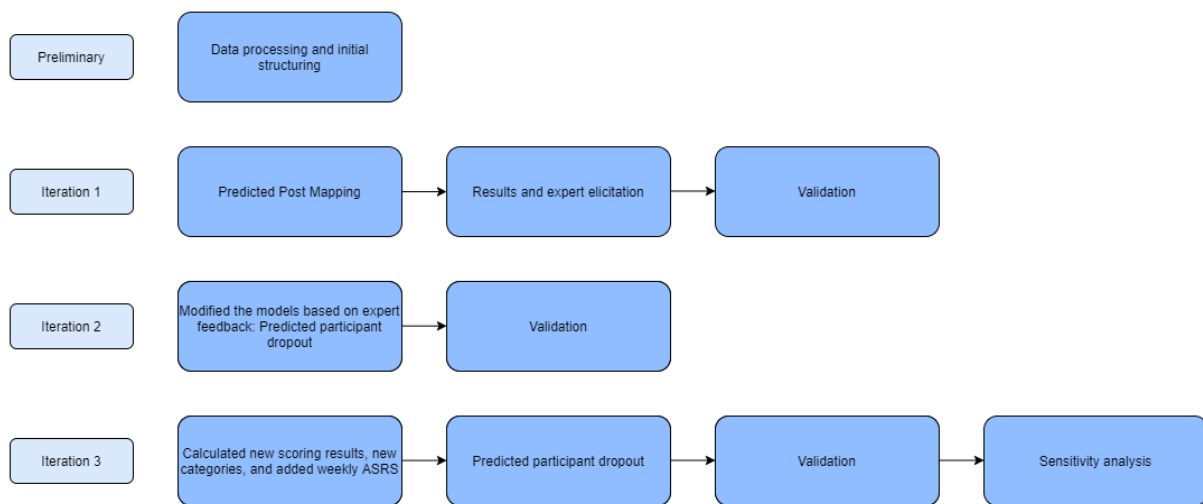 Preliminary
Data processing and initial
structuring
Iteration 1
Predicted Post Mapping
Results and expert elicitation
Validation
Iteration 2
Modified the models based on expert
feedback: Predicted participant
dropout
Validation
Iteration 3
Calculated new scoring results, new
categories, and added weekly ASRS
Predicted participant dropout
Validation
Sensitivity analysis